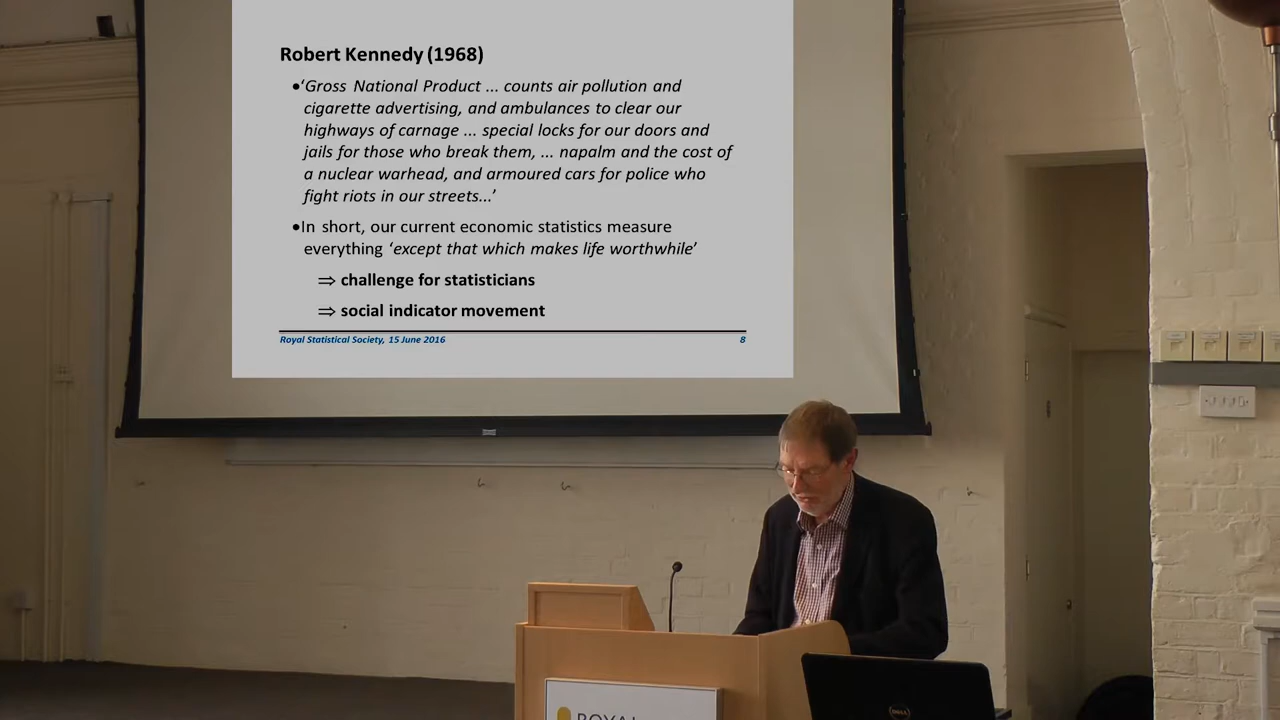 Robert Kennedy (1968)
•‘Gross National Product ... counts air pollution and
cigarette advertising, and ambulances to clear our
highways of carnage ... special locks for our doors and
jails for those who break them, ... napalm and the cost of
a nuclear warhead, and armoured cars for police who
fight riots in our streets...’
•In short, our current economic statistics measure
everything ‘except that which makes life worthwhile’
⇒ challenge for statisticians
⇒ social indicator movement
Royal Statistical Society, 15 June 2016 8
ROYAL
DELL